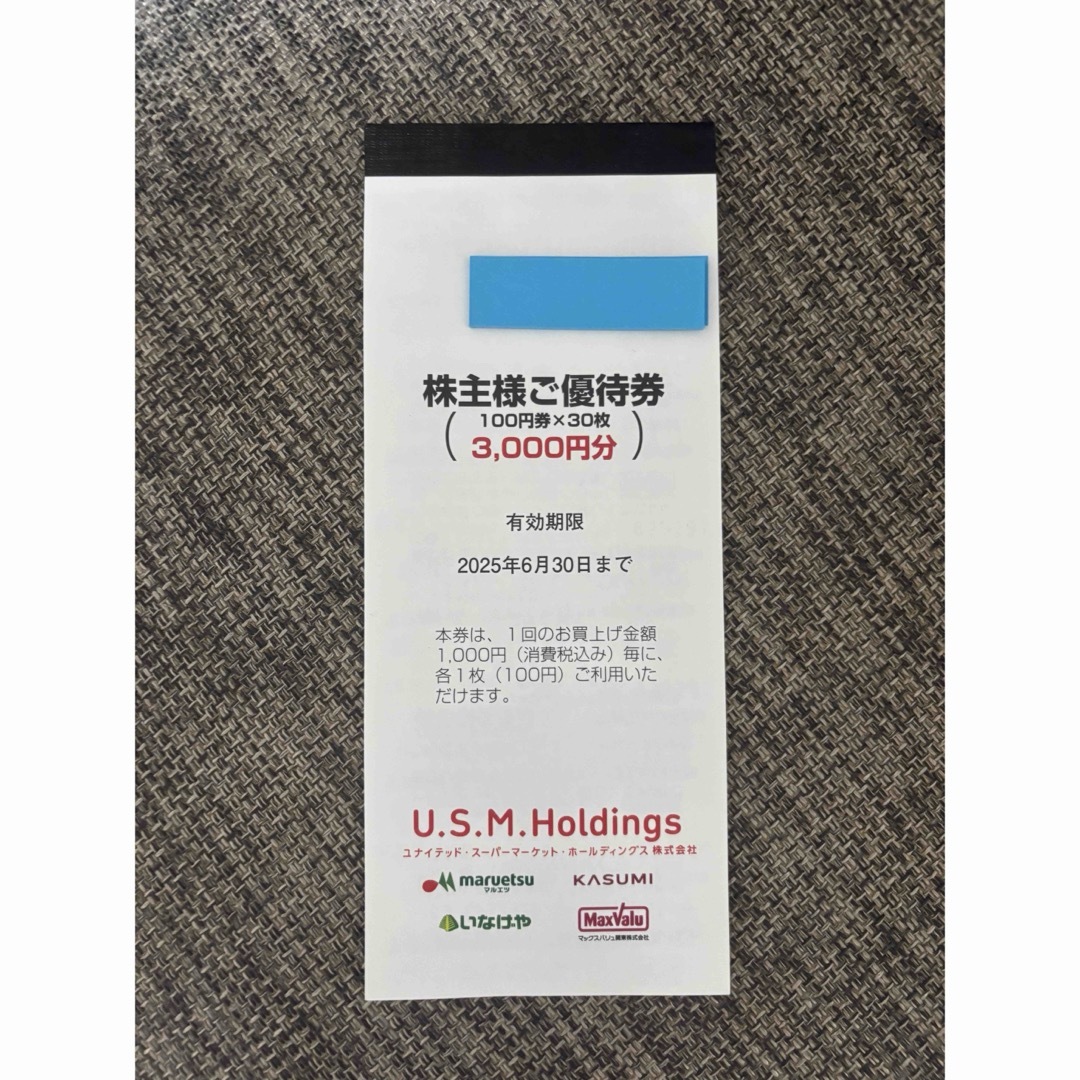 株主様ご優待券
(100円券×30枚
3,000円分)
有効期限
2025年6月30日まで
本券は、1回のお買上げ金額
1,000円（消費税込み）毎に、
各1枚（100円）ご利用いた
だけます。
U.S.M.Holdings
ユナイテッド・スーパーマーケット・ホールディングス株式会社
maruetsu KASUMI
マルエツ
いなげや MaxValu
マックスバリュ関東株式会社